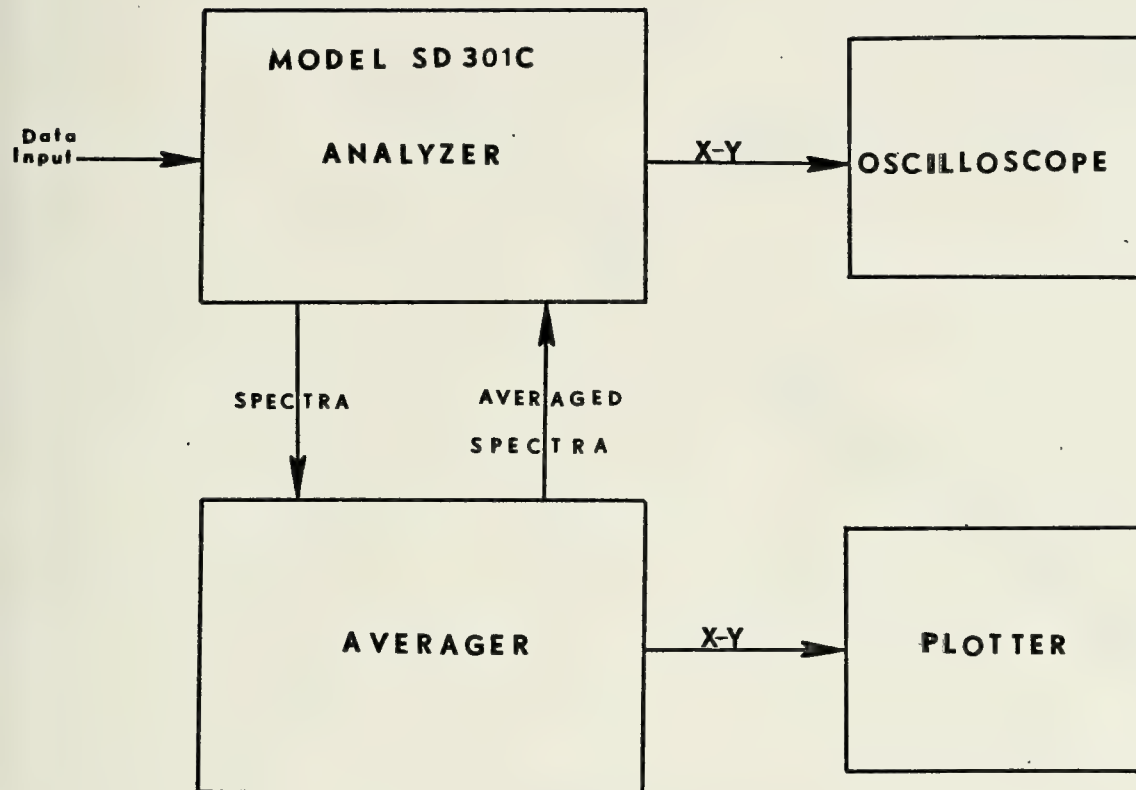 MODEL SD 301C
ANALYZER
Data
Input
X-Y
OSCILLOSCOPE
SPECTRA
AVERAGED
SPECTRA
AVERAGER
X-Y
PLOTTER